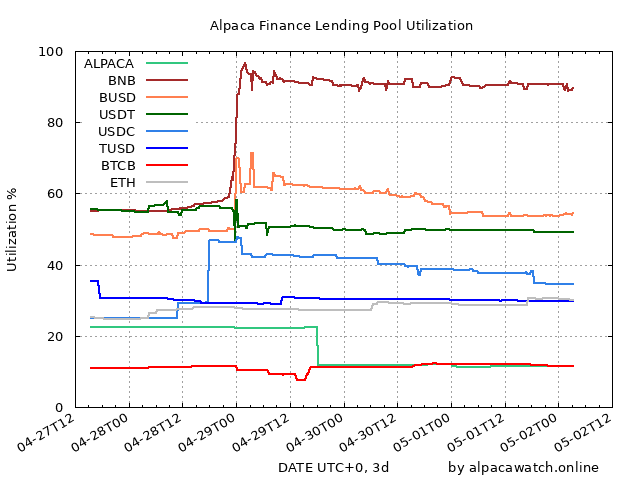 Alpaca Finance Lending Pool Utilization
100
80
60
40
20
0
Utilization %
ALPACA
BNB
BUSD
USDT
USDC
TUSD
BTCB
ETH
04-27T12
04-28T00
04-28T12
04-29T00
04-29T12
04-30T00
04-30T12
05-01T00
05-01T12
05-02T00
05-02T12
DATE UTC+0, 3d
by alpacawatch.online